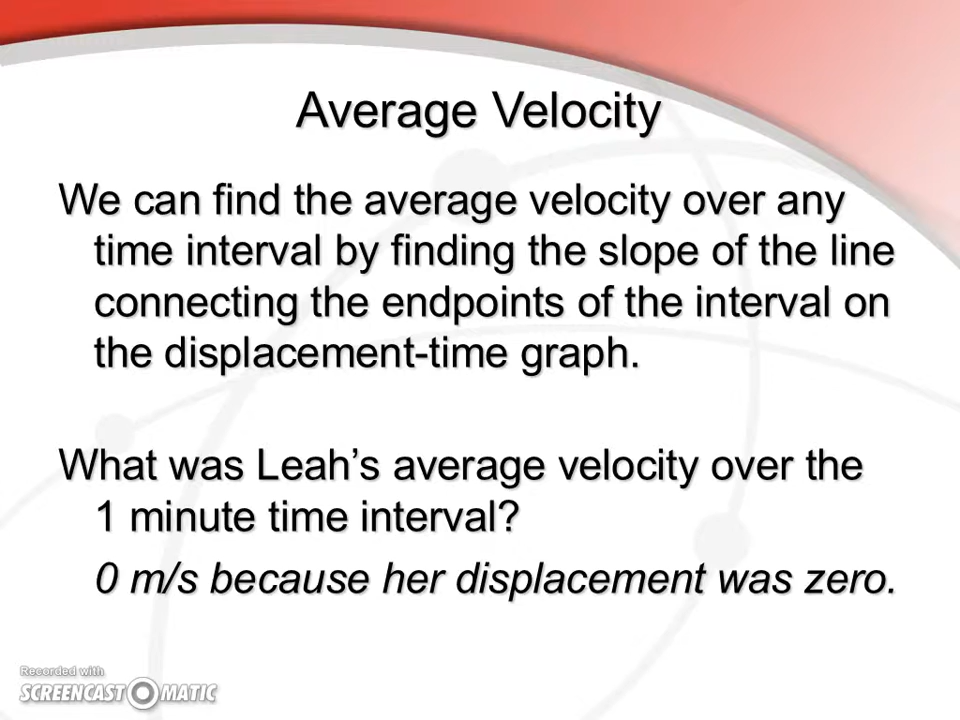 Average Velocity
We can find the average velocity over any
time interval by finding the slope of the line
connecting the endpoints of the interval on
the displacement-time graph.
What was Leah’s average velocity over the
1 minute time interval?
0 m/s because her displacement was zero.
Recorded with
SCREENCAST MATIC